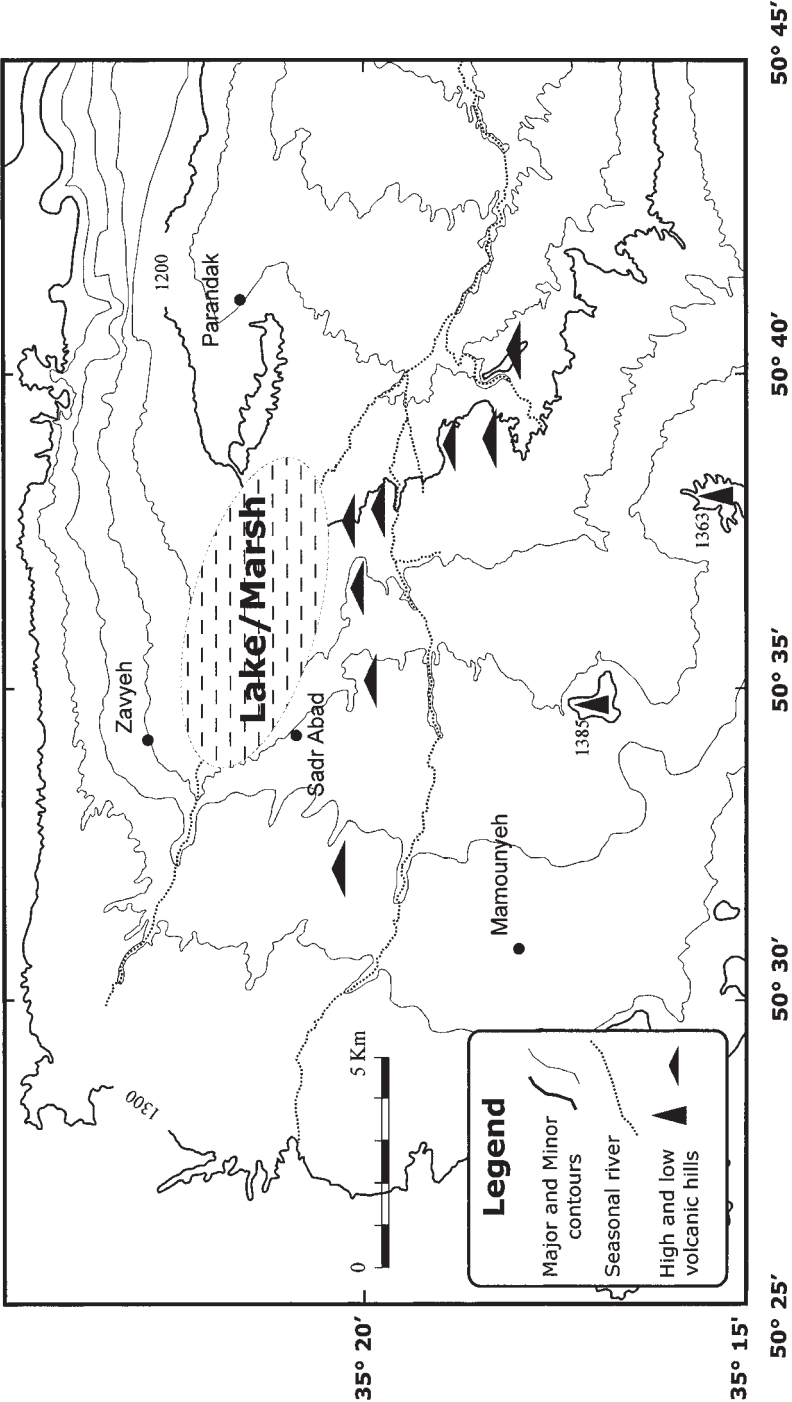 1200
Parandak
Zavyyeh
Lake/Marsh
Sadr Abad
Mamounyeh
1385
1363
1300
0
5 Km
Legend
Major and Minor
contours
Seasonal river
High and low
volcanic hills
35° 20′
35° 15'
50° 25′
50° 30′
50° 35′
50° 40′
50° 45′